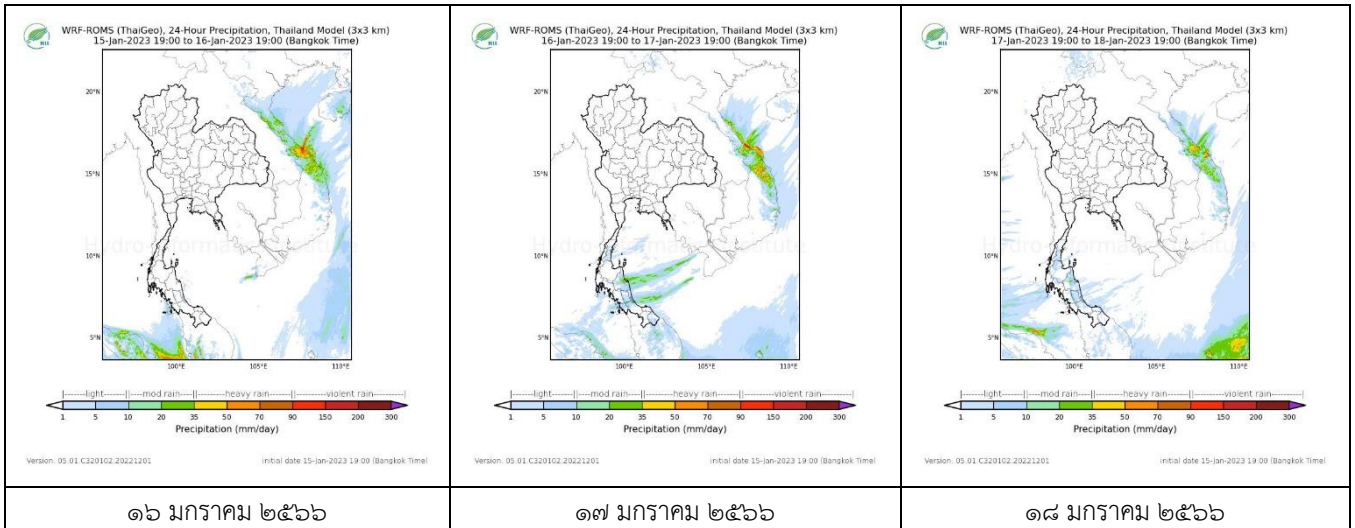 WRF-ROMS (ThaiGeo), 24-Hour Precipitation, Thailand Model (3x3 km)
15-Jan-2023 19:00 to 16-Jan-2023 19:00 (Bangkok Time)
HII
20°N
15°N
10°N
5°N
100°E
105°E
110°E
Hydro-Informatics Institute
|------light------||---mod rain---||------heavy rain------||------violent rain------|
1 5 10 20 35 50 70 90 150 200 300
Precipitation (mm/day)
Version: 05.01.C320102.20221201
initial date 15-Jan-2023 19:00 (Bangkok Time)
๑๖ มกราคม ๒๕๖๖
WRF-ROMS (ThaiGeo), 24-Hour Precipitation, Thailand Model (3x3 km)
16-Jan-2023 19:00 to 17-Jan-2023 19:00 (Bangkok Time)
HII
20°N
15°N
10°N
5°N
100°E
105°E
110°E
Hydro-Informatics Institute
|------light------||---mod rain---||------heavy rain------||------violent rain------|
1 5 10 20 35 50 70 90 150 200 300
Precipitation (mm/day)
Version: 05.01.C320102.20221201
initial date 15-Jan-2023 19:00 (Bangkok Time)
๑๗ มกราคม ๒๕๖๖
WRF-ROMS (ThaiGeo), 24-Hour Precipitation, Thailand Model (3x3 km)
17-Jan-2023 19:00 to 18-Jan-2023 19:00 (Bangkok Time)
HII
20°N
15°N
10°N
5°N
100°E
105°E
110°E
Hydro-Informatics Institute
|------light------||---mod rain---||------heavy rain------||------violent rain------|
1 5 10 20 35 50 70 90 150 200 300
Precipitation (mm/day)
Version: 05.01.C320102.20221201
initial date 15-Jan-2023 19:00 (Bangkok Time)
๑๘ มกราคม ๒๕๖๖